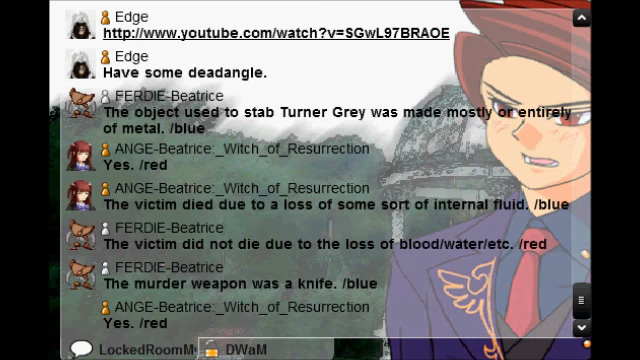 Edge
http://www.youtube.com/watch?v=SGwL97BRAOE
Edge
Have some deadangle.
FERDIE-Beatrice
The object used to stab Turner Grey was made mostly or entirely
of metal. /blue
ANGE-Beatrice:_Witch_of_Resurrection
Yes. /red
ANGE-Beatrice:_Witch_of_Resurrection
The victim died due to a loss of some sort of internal fluid. /blue
FERDIE-Beatrice
The victim did not die due to the loss of blood/water/etc. /red
FERDIE-Beatrice
The murder weapon was a knife. /blue
ANGE-Beatrice:_Witch_of_Resurrection
Yes. /red
LockedRoomMy
DWaM